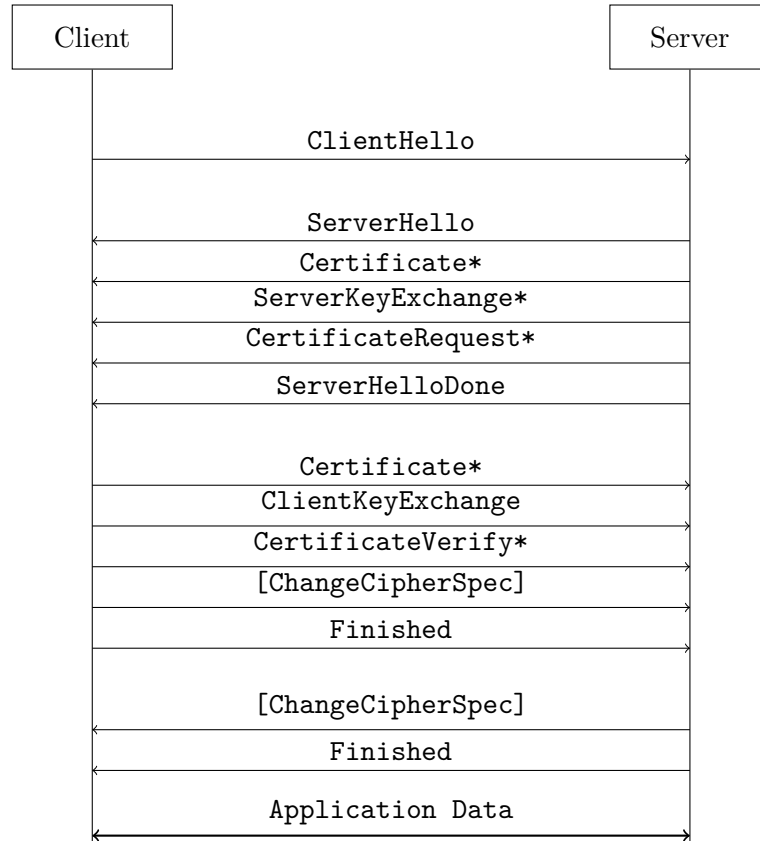 Client
Server
ClientHello
ServerHello
Certificate*
ServerKeyExchange*
CertificateRequest*
ServerHelloDone
Certificate*
ClientKeyExchange
CertificateVerify*
[ChangeCipherSpec]
Finished
[ChangeCipherSpec]
Finished
Application Data